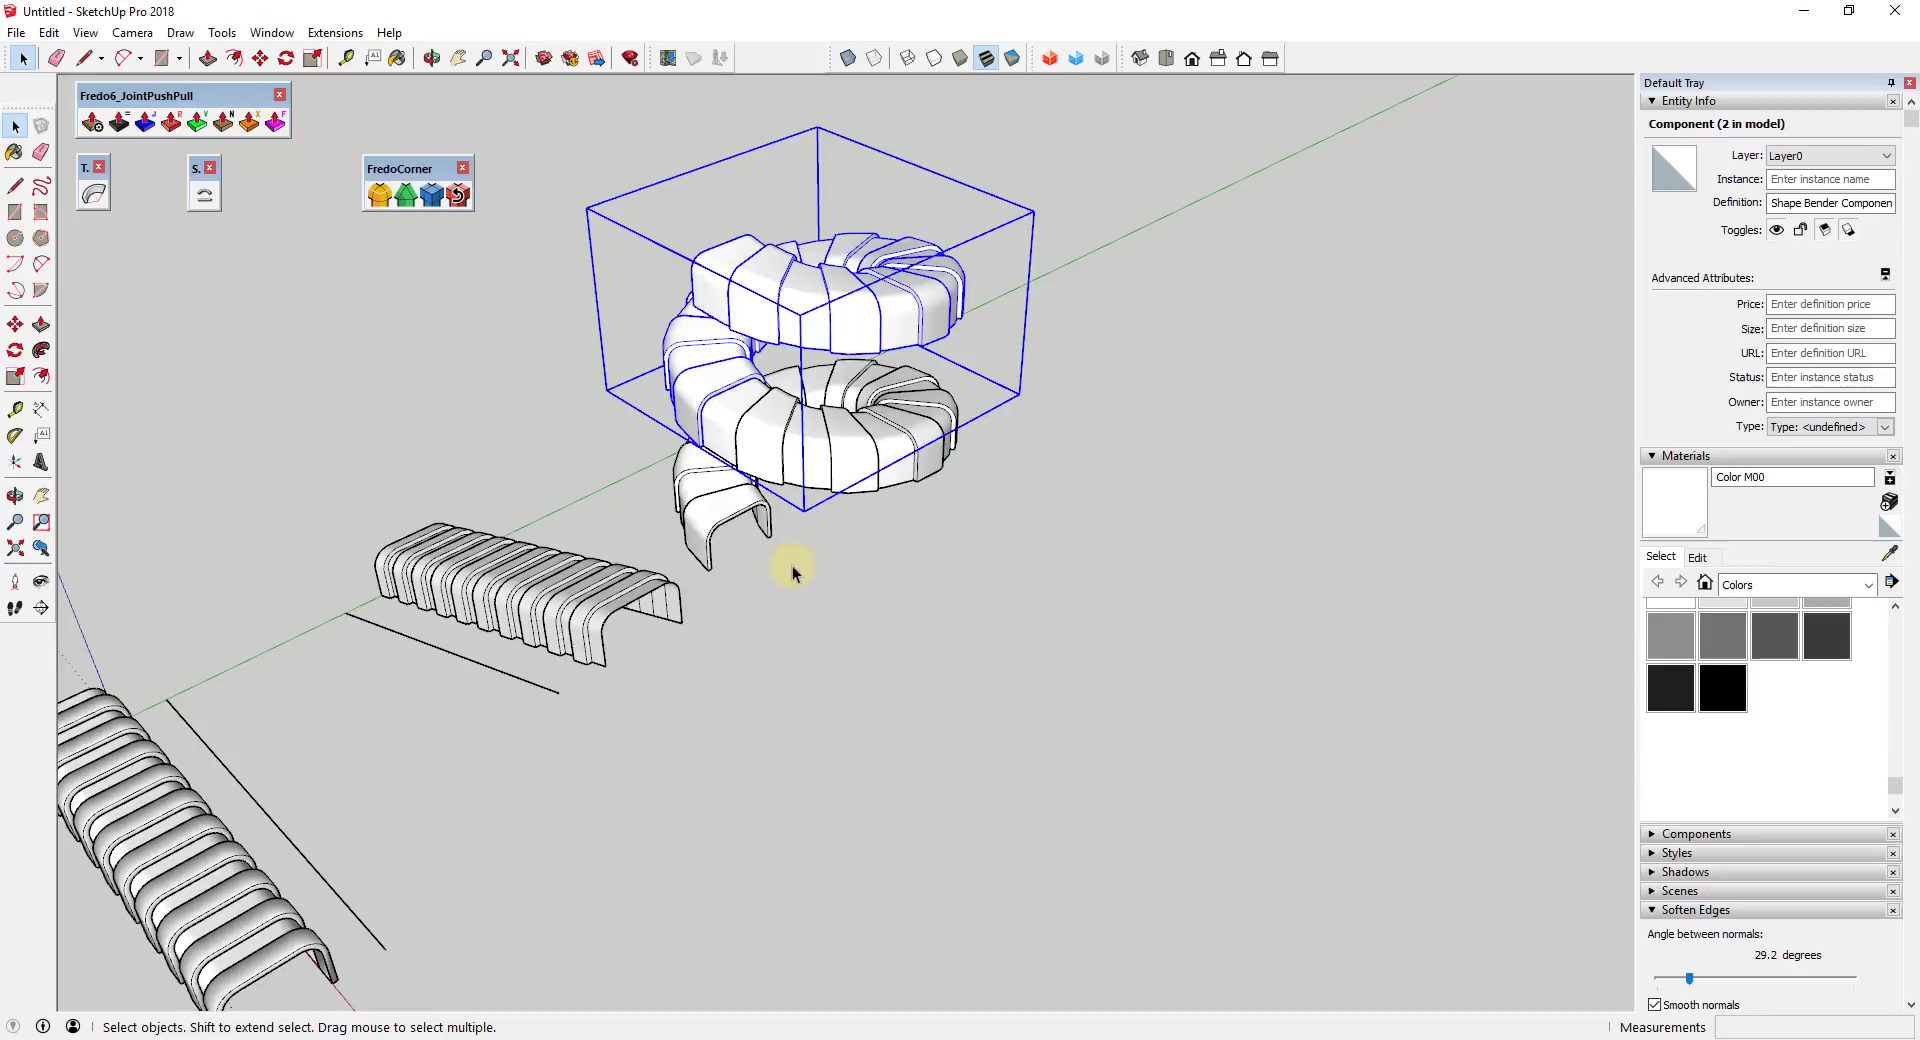 Untitled - SketchUp Pro 2018
File Edit View Camera Draw Tools Window Extensions Help
Fredo6_JointPushPull
T.
S.
FredoCorner
Default Tray
Entity Info
Component (2 in model)
Layer: Layer0
Instance: Enter instance name
Definition: Shape Bender Componen
Toggles:
Advanced Attributes:
Price: Enter definition price
Size: Enter definition size
URL: Enter definition URL
Status: Enter instance status
Owner: Enter instance owner
Type: Type: <undefined>
Materials
Color M00
Select Edit
Colors
Components
Styles
Shadows
Scenes
Soften Edges
Angle between normals:
29.2 degrees
Smooth normals
Select objects. Shift to extend select. Drag mouse to select multiple.
Measurements